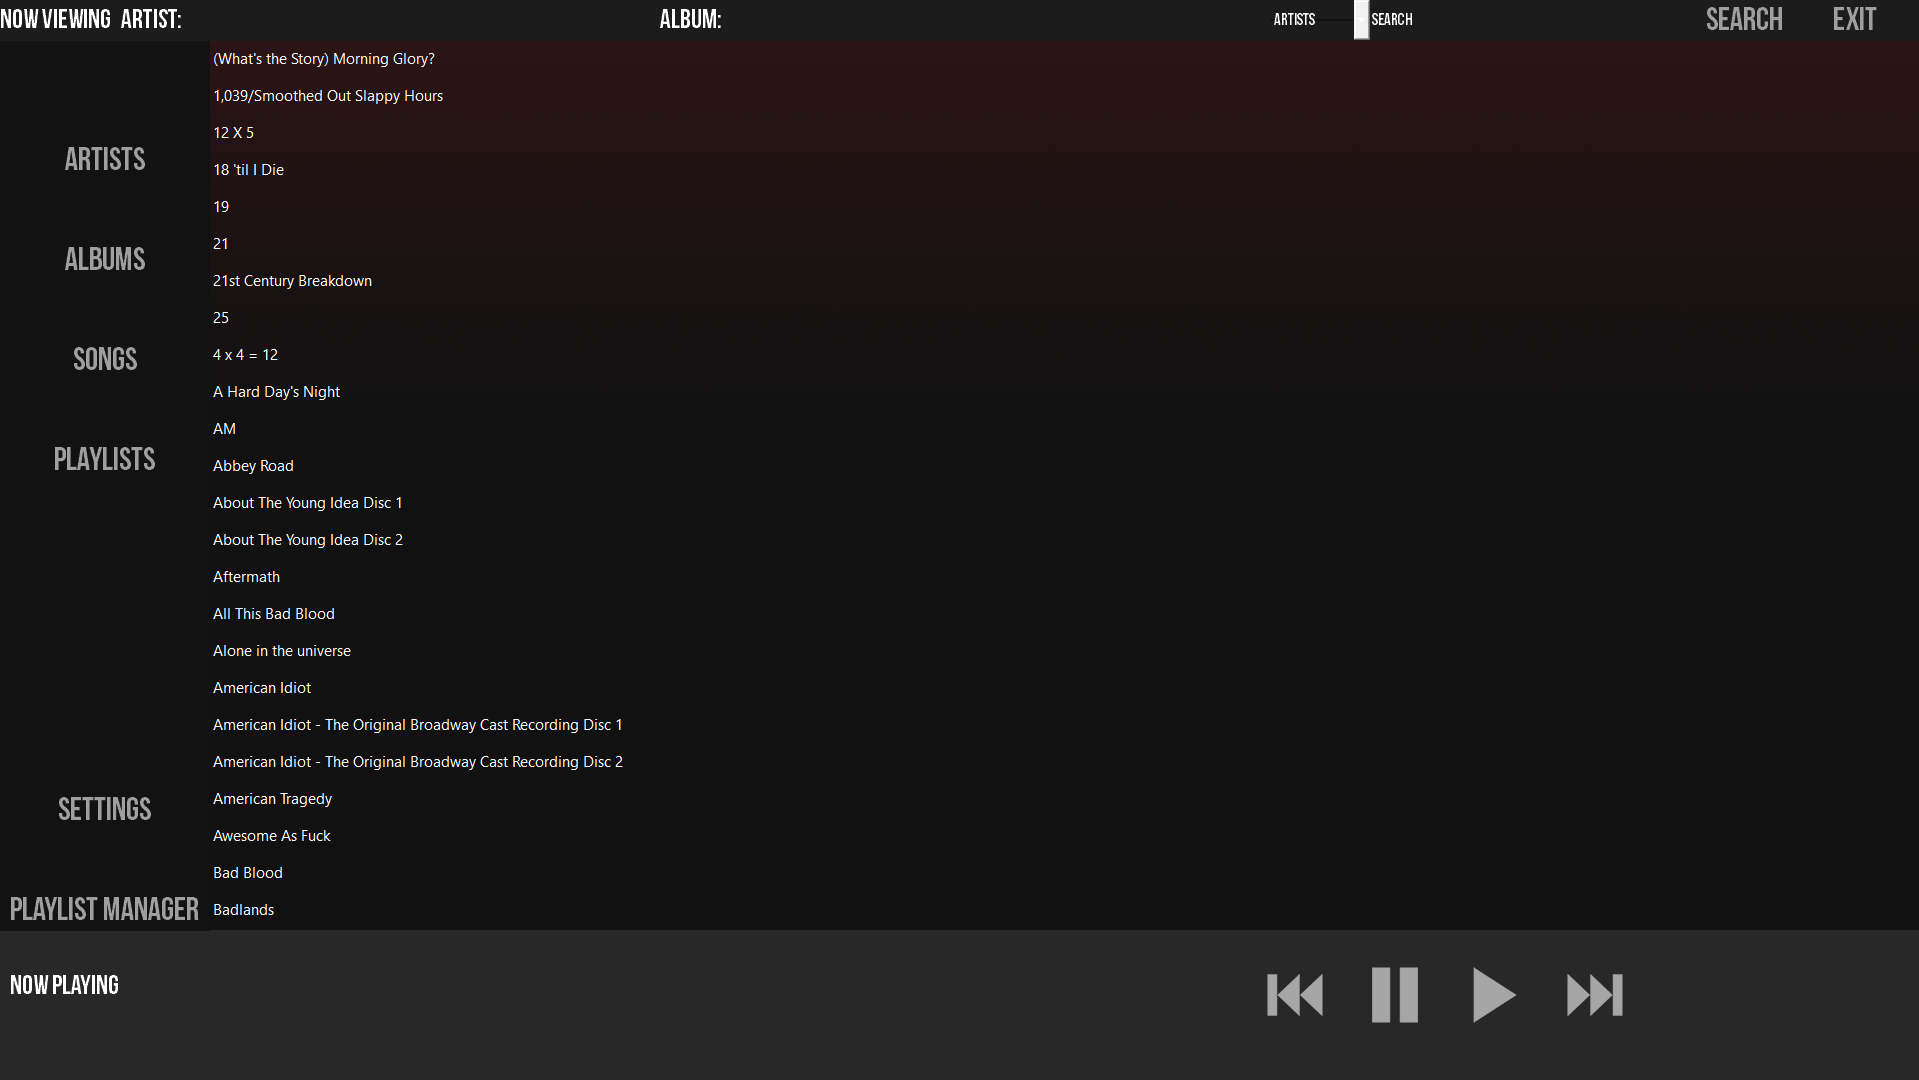 NOW VIEWING ARTIST: ALBUM: ARTISTS SEARCH SEARCH EXIT
ARTISTS
ALBUMS
SONGS
PLAYLISTS
SETTINGS
PLAYLIST MANAGER
(What's the Story) Morning Glory?
1,039/Smoothed Out Slappy Hours
12 X 5
18 'til I Die
19
21
21st Century Breakdown
25
4 x 4 = 12
A Hard Day's Night
AM
Abbey Road
About The Young Idea Disc 1
About The Young Idea Disc 2
Aftermath
All This Bad Blood
Alone in the universe
American Idiot
American Idiot - The Original Broadway Cast Recording Disc 1
American Idiot - The Original Broadway Cast Recording Disc 2
American Tragedy
Awesome As Fuck
Bad Blood
Badlands
NOW PLAYING